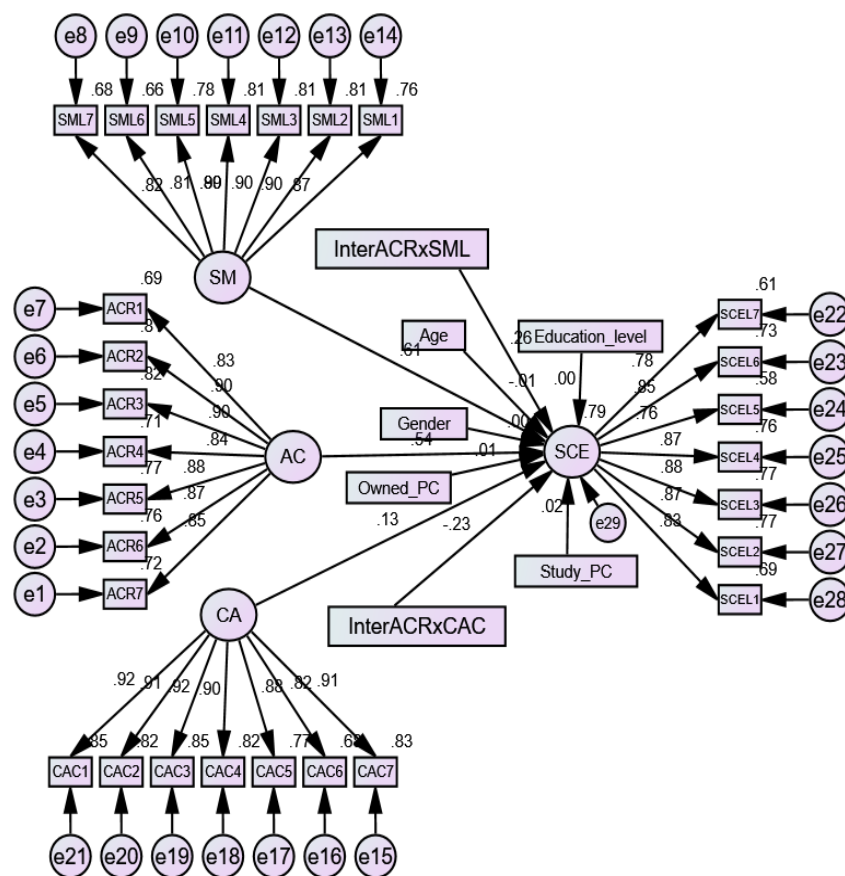 e8 e9 e10 e11 e12 e13 e14
.68 .66 .78 .81 .81 .81 .76
SML7 SML6 SML5 SML4 SML3 SML2 SML1
.82 .81 .90 .90 .87
SM
InterACRxSML
e7 ACR1 .69
e6 ACR2
e5 ACR3 .82
e4 ACR4 .71
e3 ACR5 .77
e2 ACR6 .76
e1 ACR7 .72
.83
.90
.90
.84
.88
.87
.85
AC
Age
Education_level
.61
.26
-.01
.00
.00
.79
Gender
.54
.01
SCE
Owned_PC
.13
-.23
.02
e29
Study_PC
InterACRxCAC
.78
.85
.76
.87
.88
.87
.83
.61
SCEL7 e22
.73
SCEL6 e23
.58
SCEL5 e24
.76
SCEL4 e25
.77
SCEL3 e26
.77
SCEL2 e27
.69
SCEL1 e28
CA
.92 .91 .92 .90 .88 .82 .91
.85 .82 .85 .82 .77 .68 .83
CAC1 CAC2 CAC3 CAC4 CAC5 CAC6 CAC7
e21 e20 e19 e18 e17 e16 e15